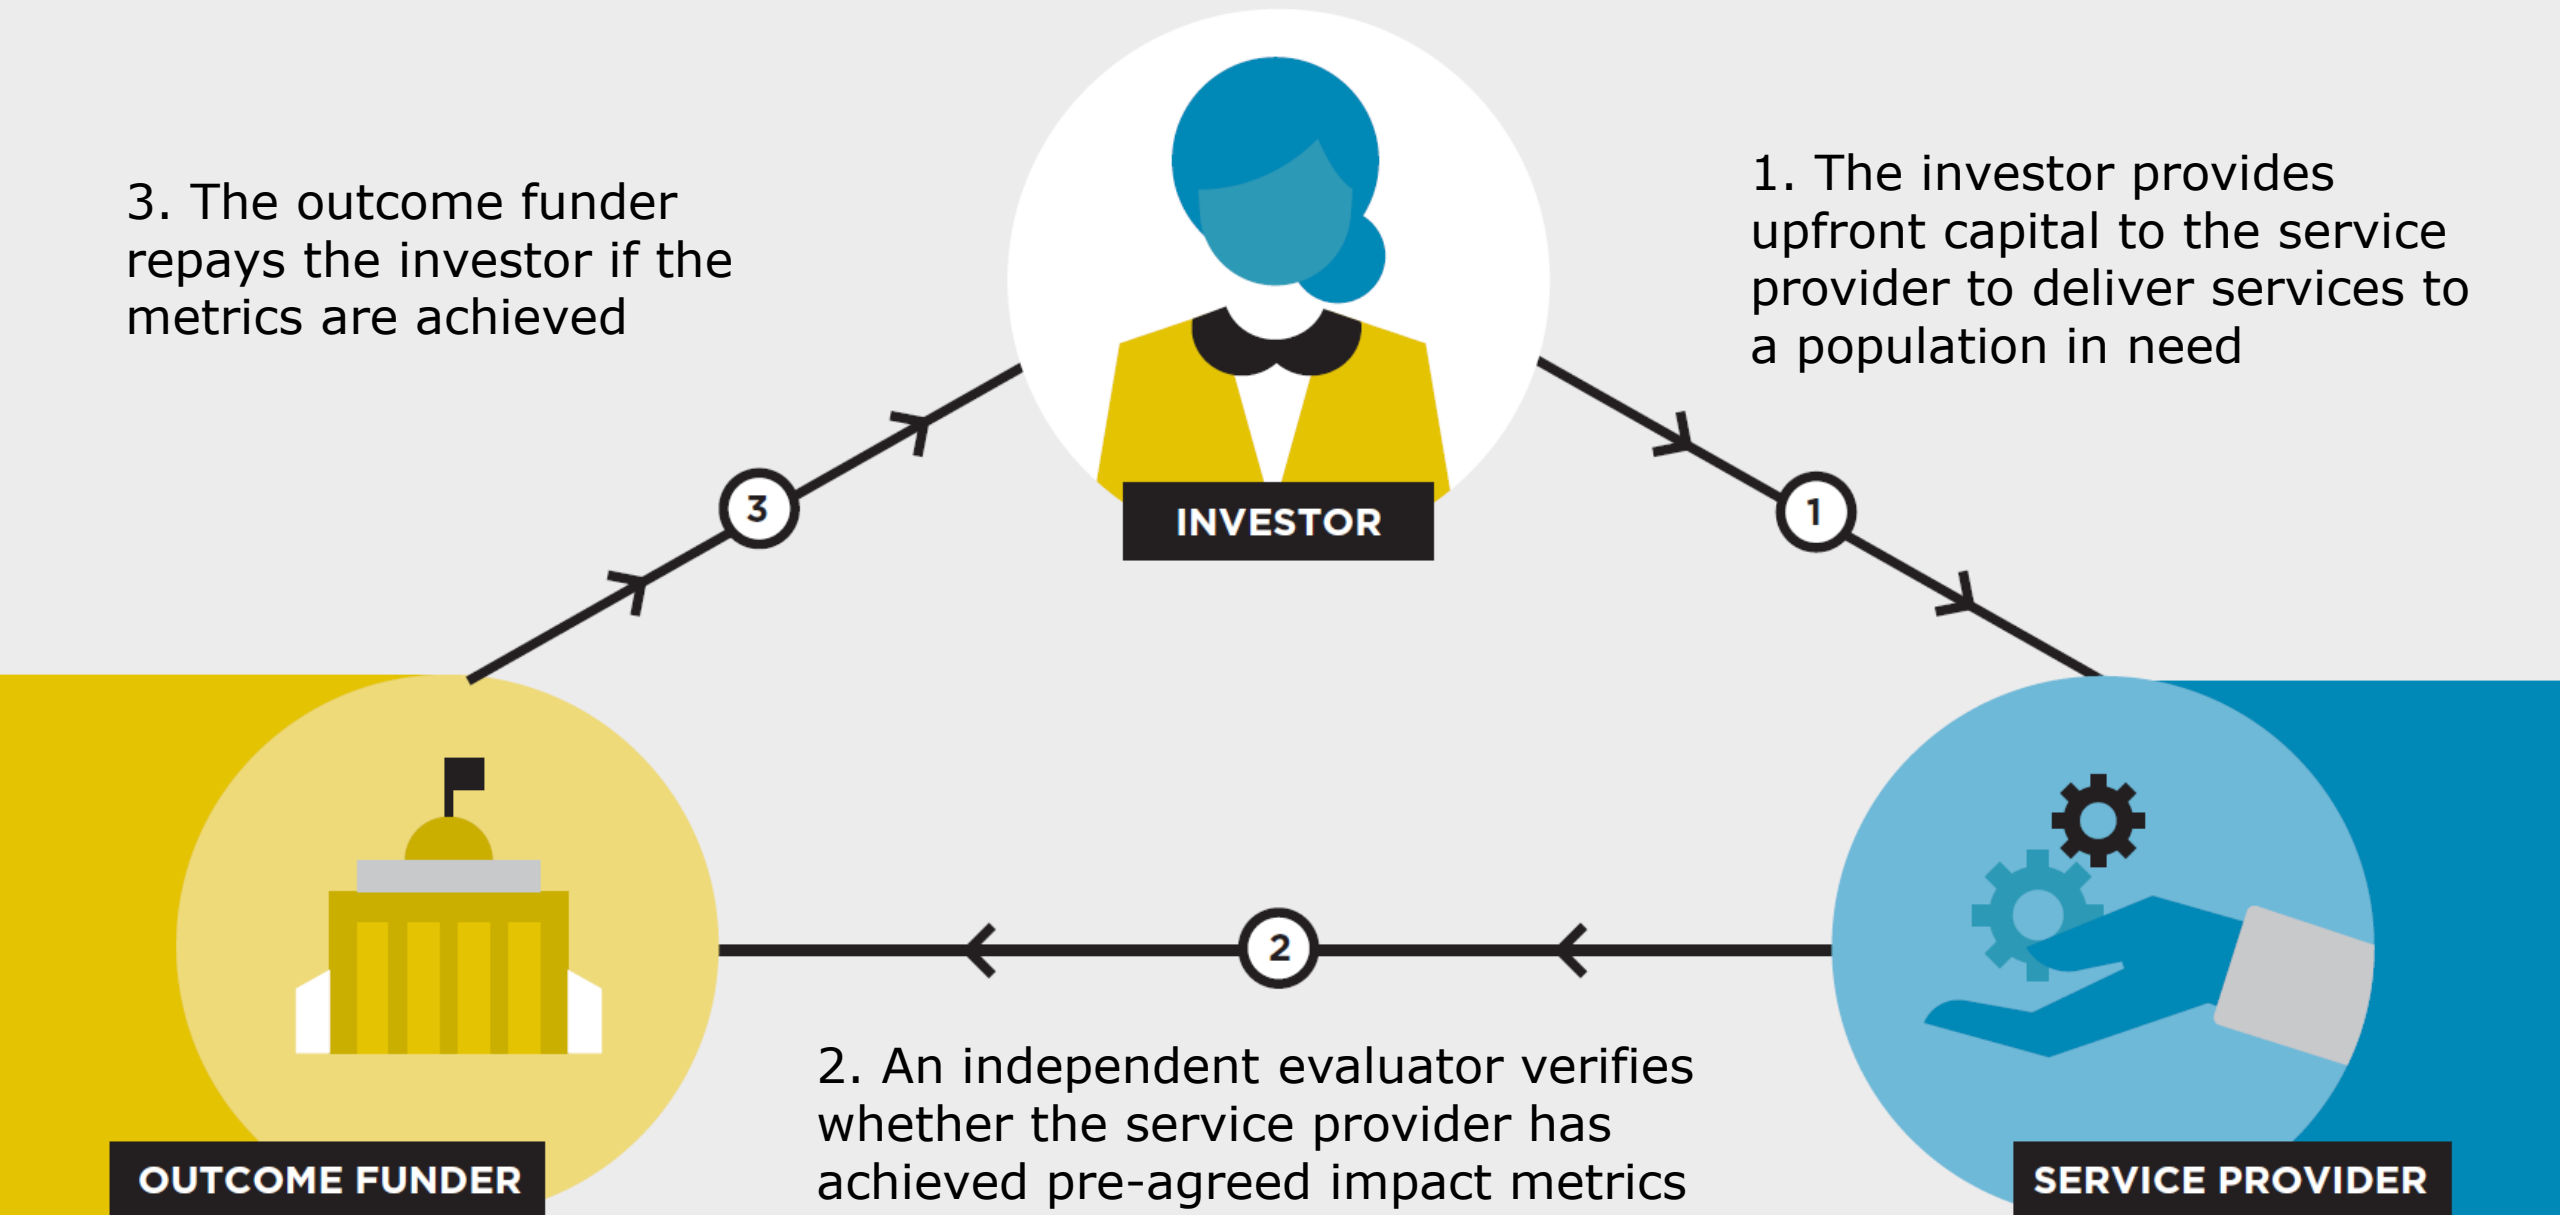 3. The outcome funder
repays the investor if the
metrics are achieved
1. The investor provides
upfront capital to the service
provider to deliver services to
a population in need
3
INVESTOR
1
2
2. An independent evaluator verifies
whether the service provider has
achieved pre-agreed impact metrics
OUTCOME FUNDER
SERVICE PROVIDER